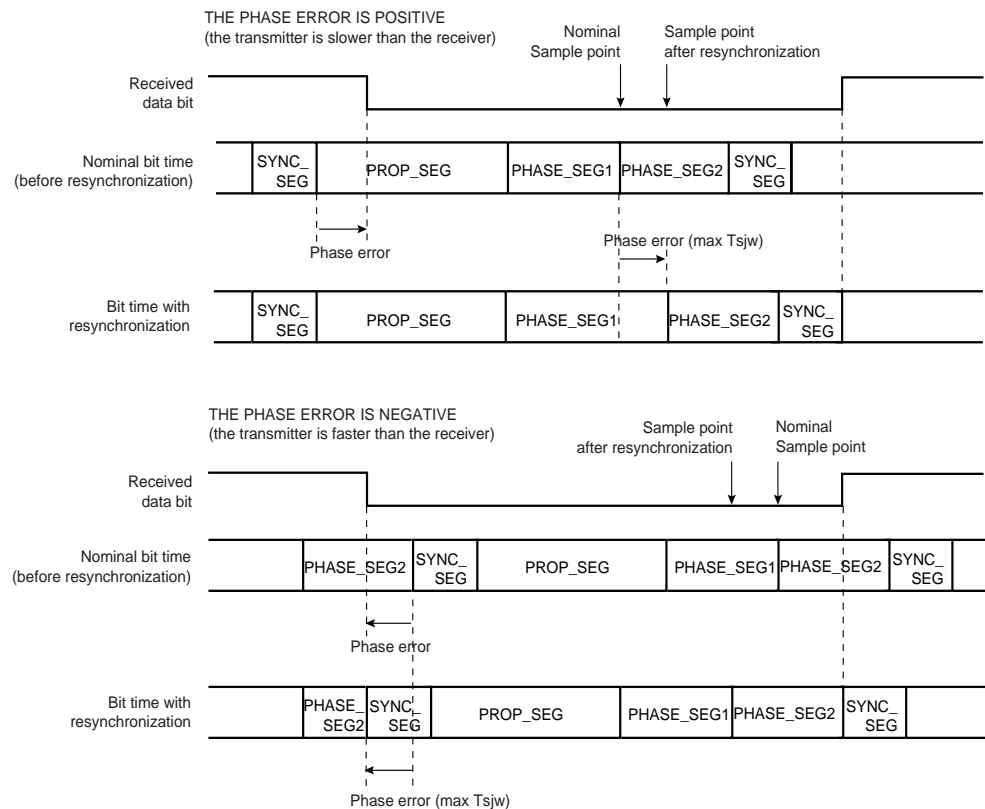 THE PHASE ERROR IS POSITIVE
(the transmitter is slower than the receiver)
Nominal
Sample point
Sample point
after resynchronization
Received
data bit
Nominal bit time
(before resynchronization)
SYNC_
SEG
PROP_SEG
PHASE_SEG1
PHASE_SEG2
SYNC_
SEG
Phase error
Phase error (max Tsjw)
Bit time with
resynchronization
SYNC_
SEG
PROP_SEG
PHASE_SEG1
PHASE_SEG2
SYNC_
SEG
THE PHASE ERROR IS NEGATIVE
(the transmitter is faster than the receiver)
Sample point
after resynchronization
Nominal
Sample point
Received
data bit
Nominal bit time
(before resynchronization)
PHASE_SEG2
SYNC_
SEG
PROP_SEG
PHASE_SEG1
PHASE_SEG2
SYNC_
SEG
Phase error
Bit time with
resynchronization
PHASE_
SEG2
SYNC_
SEG
PROP_SEG
PHASE_SEG1
PHASE_SEG2
SYNC_
SEG
Phase error (max Tsjw)